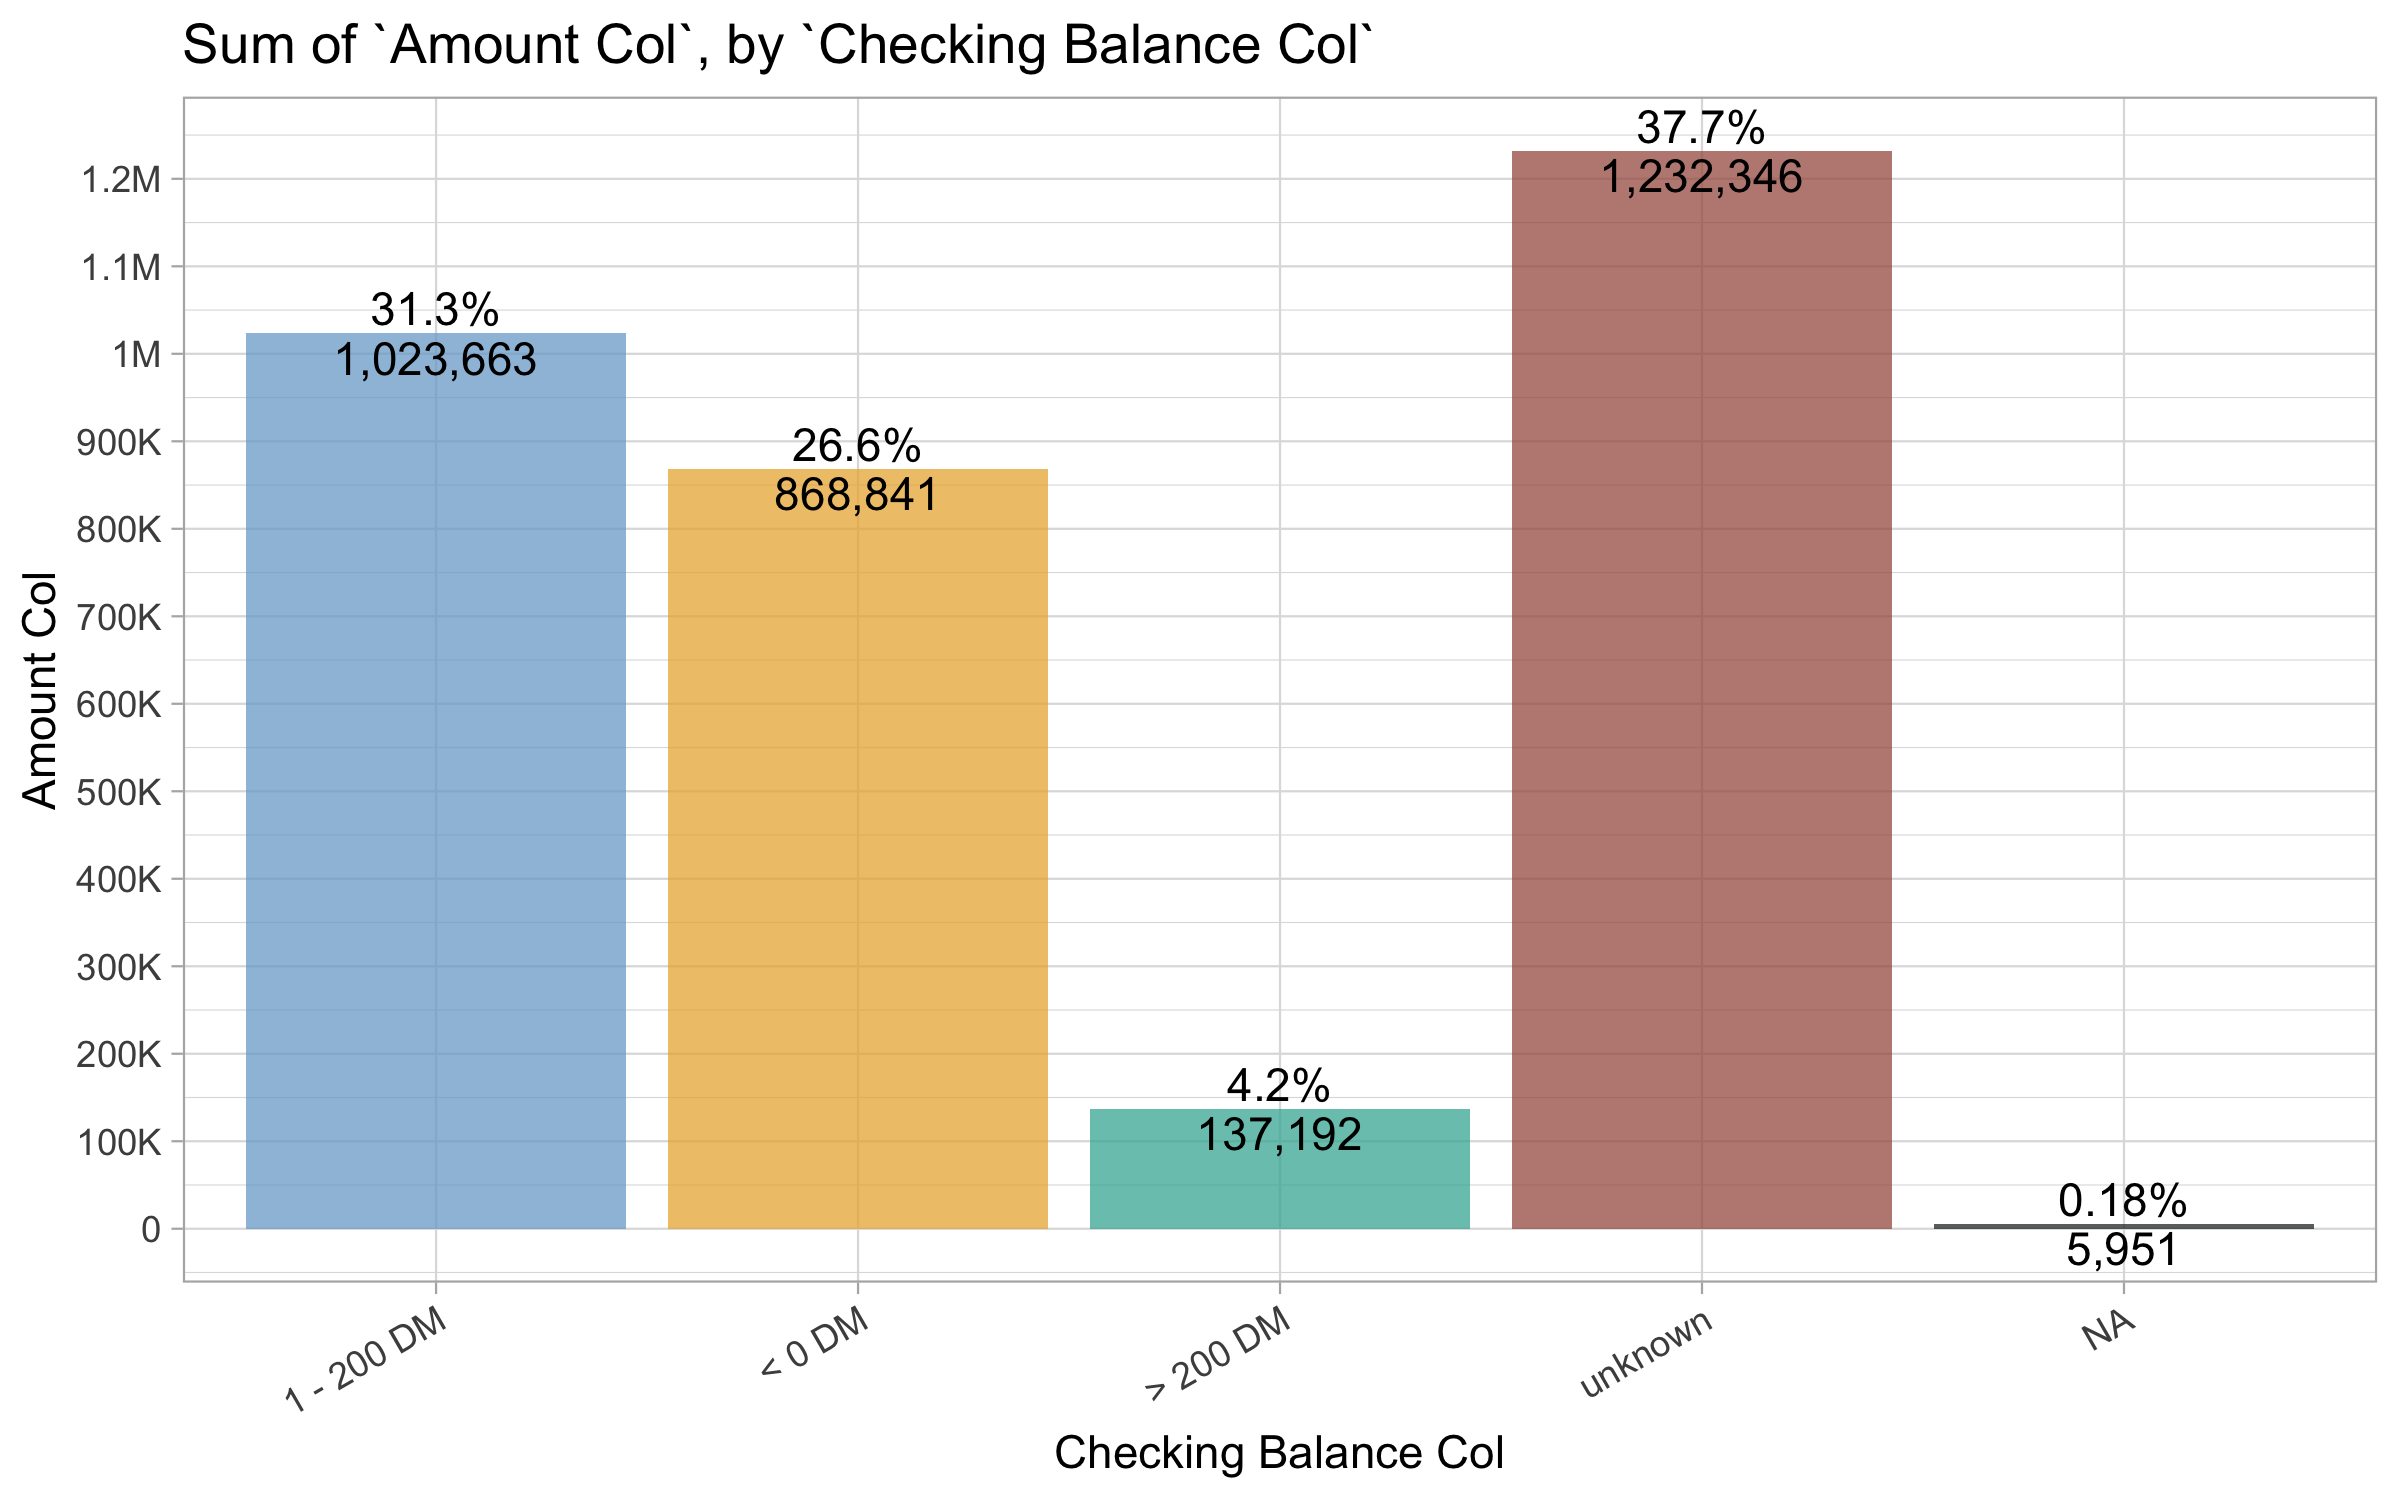 Sum of `Amount Col`, by `Checking Balance Col`
37.7%
1,232,346
1.2M
1.1M
31.3%
1,023,663
1M
26.6%
868,841
900K
800K
700K
600K
500K
400K
300K
200K
100K
0
4.2%
137,192
0.18%
5,951
Amount Col
1 - 200 DM
< 0 DM
> 200 DM
unknown
NA
Checking Balance Col